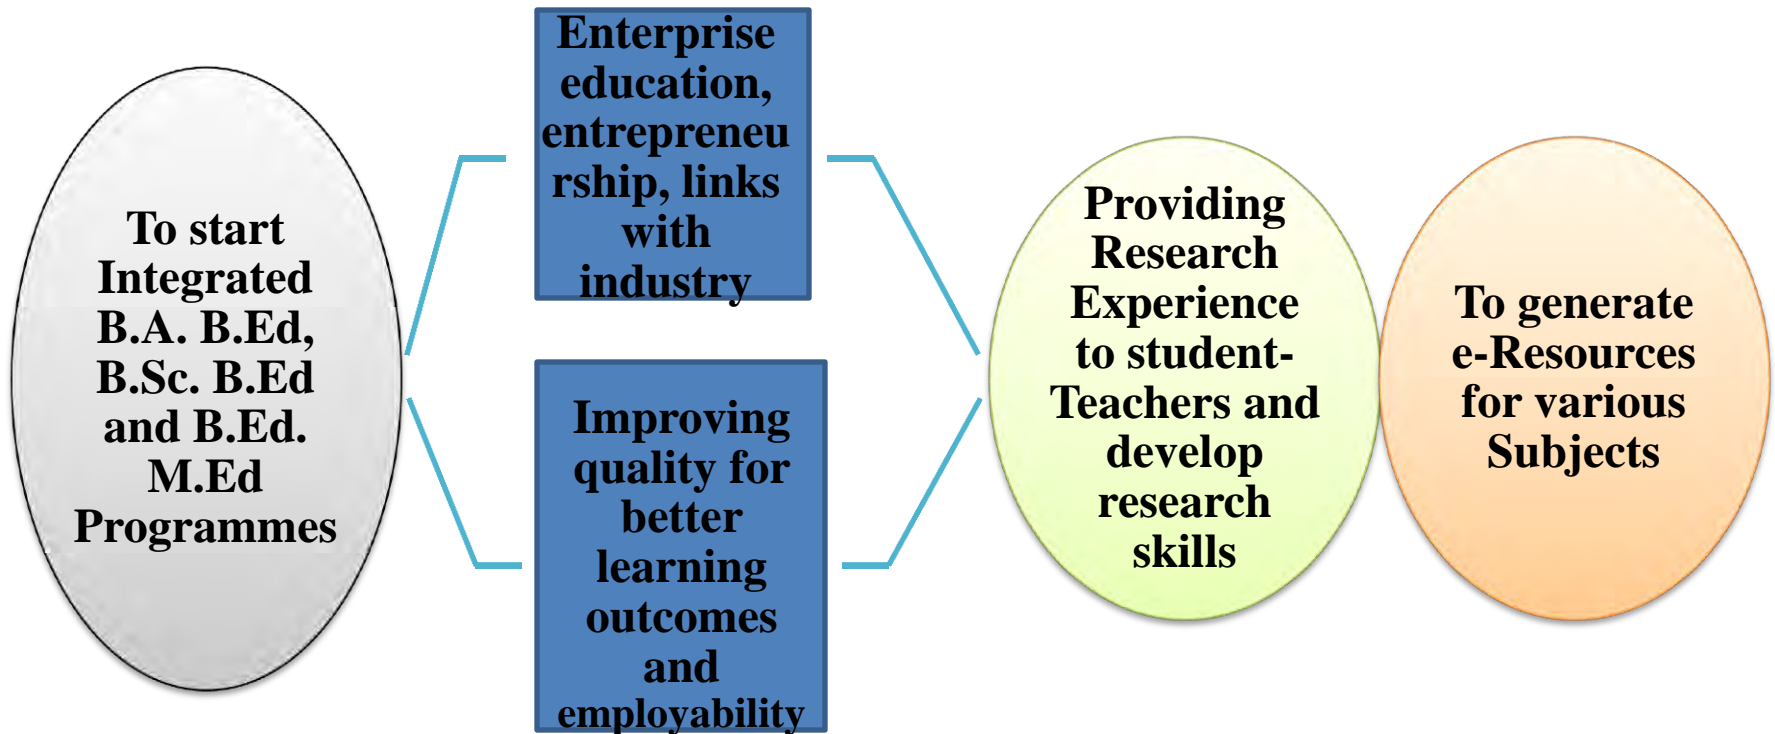 To start
Integrated
B.A. B.Ed,
B.Sc. B.Ed
and B.Ed.
M.Ed
Programmes
Enterprise
education,
entrepreneu
rship, links
with
industry
Improving
quality for
better
learning
outcomes
and
employability
Providing
Research
Experience
to student-
Teachers and
develop
research
skills
To generate
e-Resources
for various
Subjects